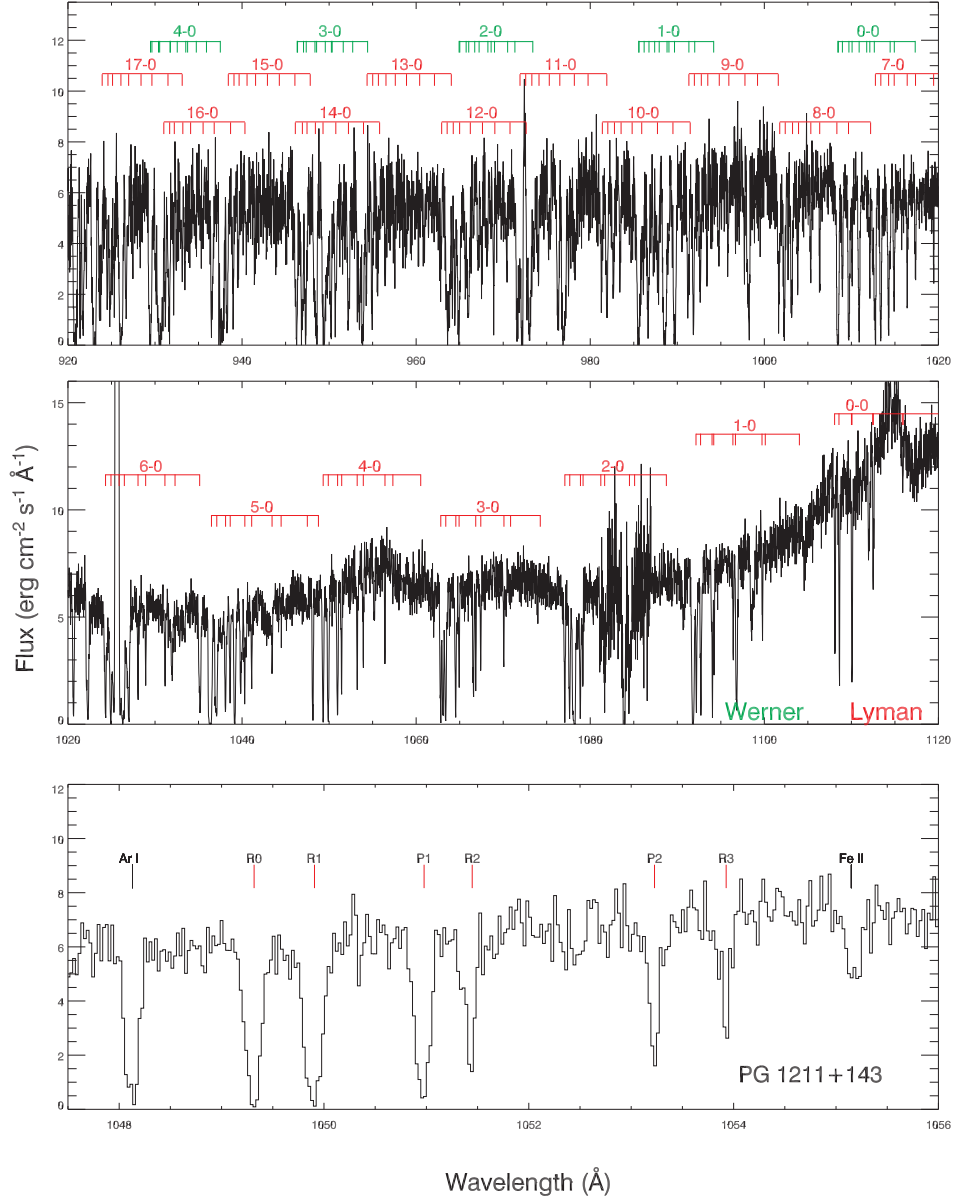 12
4-0 3-0 2-0 1-0 0-0
10
17-0 15-0 13-0 11-0 9-0 7-0
8
16-0 14-0 12-0 10-0 8-0
6
4
2
0
920 940 960 980 1000 1020
15
0-0
1-0
6-0 4-0 2-0
10
5-0 3-0
5
Flux (erg cm-2 s-1 Å-1)
Werner Lyman
0
1020 1040 1060 1080 1100 1120
12
10
Ar I R0 R1 P1 R2 P2 R3 Fe II
8
6
4
2
PG 1211+143
0
1048 1050 1052 1054 1056
Wavelength (Å)